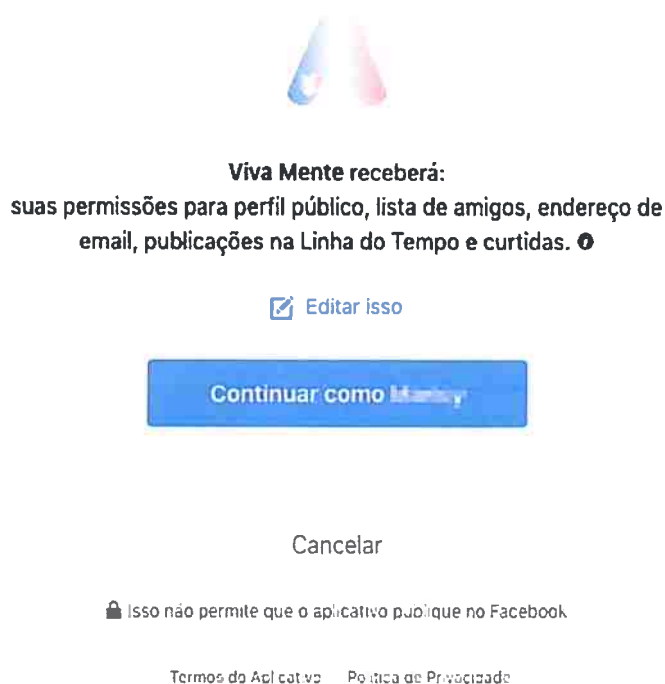 Viva Mente receberá:
suas permissões para perfil público, lista de amigos, endereço de
email, publicações na Linha do Tempo e curtidas.
Editar isso
Continuar como
Cancelar
Isso não permite que o aplicativo publique no Facebook
Termos do Aplicativo Política de Privacidade